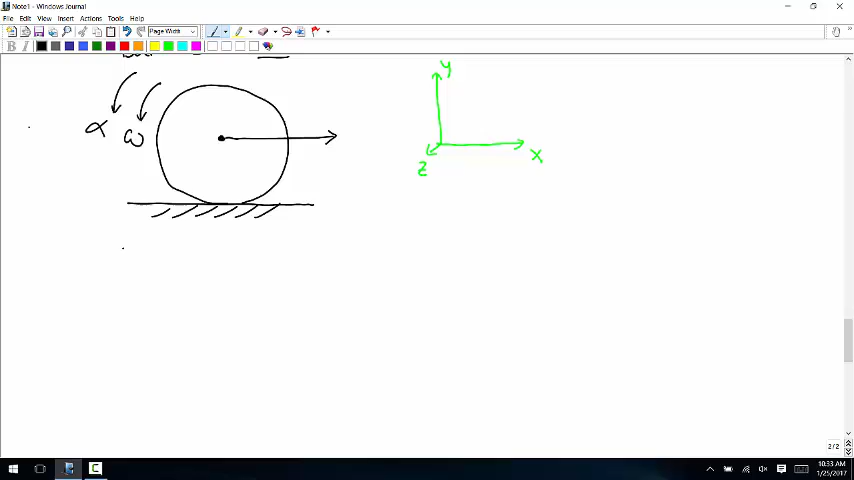 Note1 - Windows Journal
File Edit View Insert Actions Tools Help
Page Width
B I
y
α ω
x
z
2/2
10:33 AM
1/25/2017